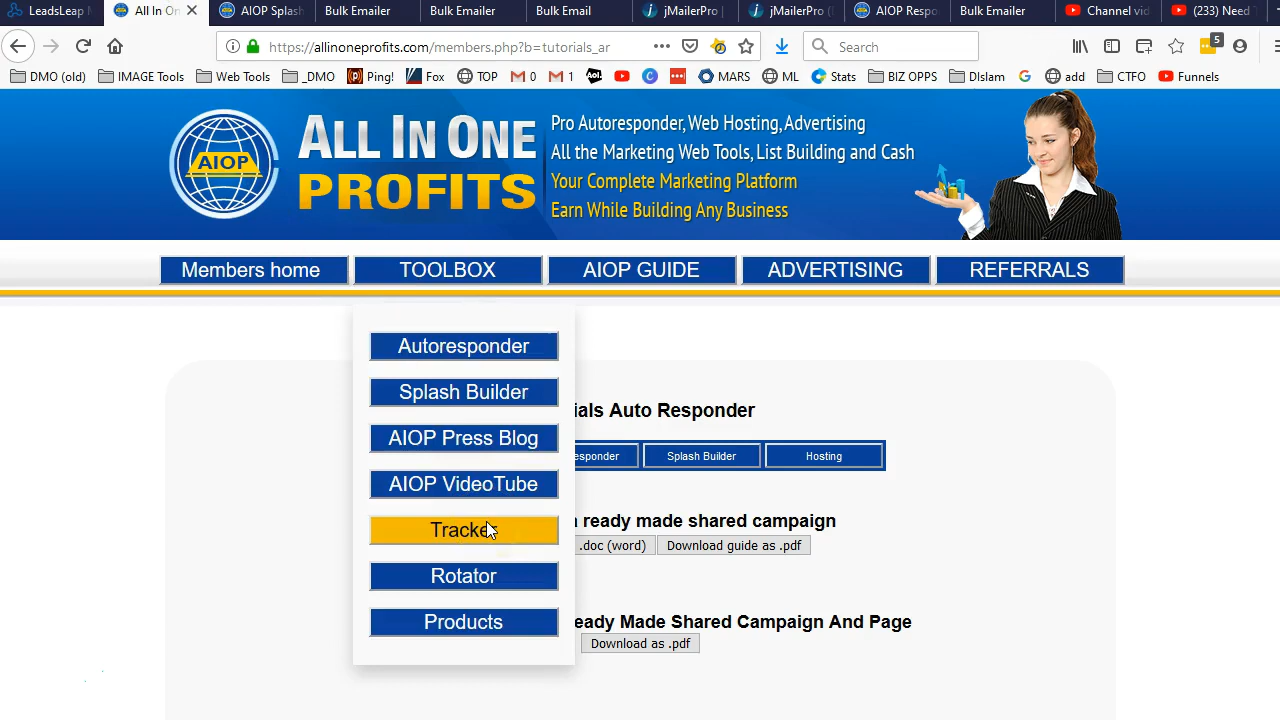 LeadsLeap
All In On
AIOP Splash
Bulk Emailer
Bulk Emailer
Bulk Email
jMailerPro |
jMailerPro (
AIOP Respo
Bulk Emailer
Channel vid
(233) Need T
https://allinoneprofits.com/members.php?b=tutorials_ar
Search
5
DMO (old)
IMAGE Tools
Web Tools
_DMO
Ping!
Fox
TOP
0
1
Aol.
MARS
ML
Stats
BIZ OPPS
DIslam
add
CTFO
Funnels
AIOP
ALL IN ONE
PROFITS
Pro Autoresponder, Web Hosting, Advertising
All the Marketing Web Tools, List Building and Cash
Your Complete Marketing Platform
Earn While Building Any Business
Members home
TOOLBOX
AIOP GUIDE
ADVERTISING
REFERRALS
Autoresponder
Splash Builder
AIOP Press Blog
AIOP VideoTube
Tracker
Rotator
Products
ials Auto Responder
esponder
Splash Builder
Hosting
a ready made shared campaign
.doc (word)
Download guide as .pdf
eady Made Shared Campaign And Page
Download as .pdf